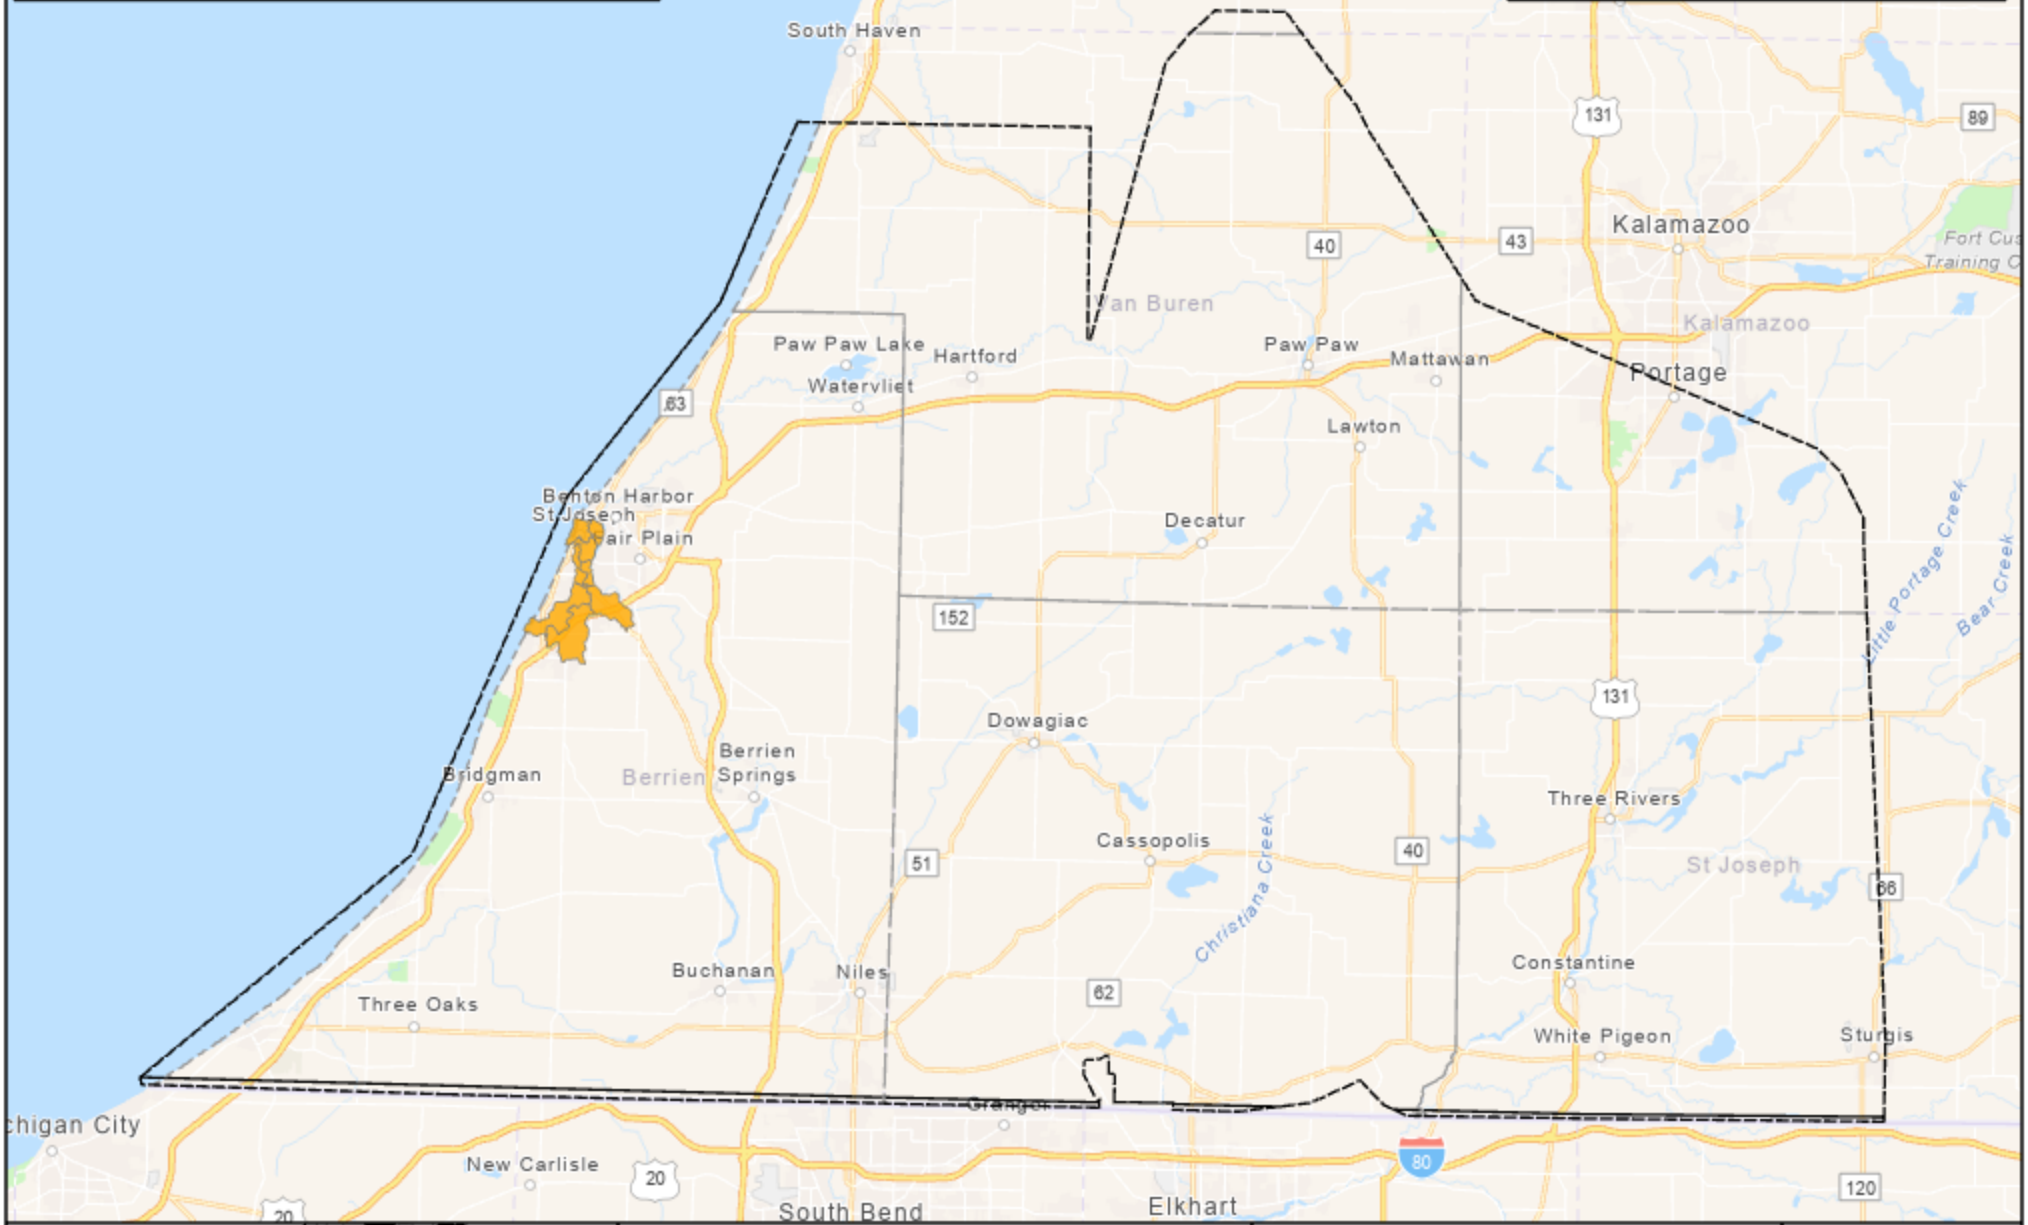 South Haven
131
89
Kalamazoo
40
43
Fort Cus
Training C
Van Buren
Kalamazoo
Paw Paw Lake
Hartford
Paw Paw
Mattawan
Portage
Watervliet
63
Lawton
Benton Harbor
St Joseph
Fair Plain
Decatur
Little Portage Creek
Bear Creek
152
131
Dowagiac
Berrien
Springs
Bridgman
Berrien
Three Rivers
Cassopolis
40
51
St Joseph
66
Christiana Creek
Buchanan
Niles
Constantine
62
Three Oaks
White Pigeon
Sturgis
Granger
chigan City
New Carlisle
20
80
120
20
South Bend
Elkhart